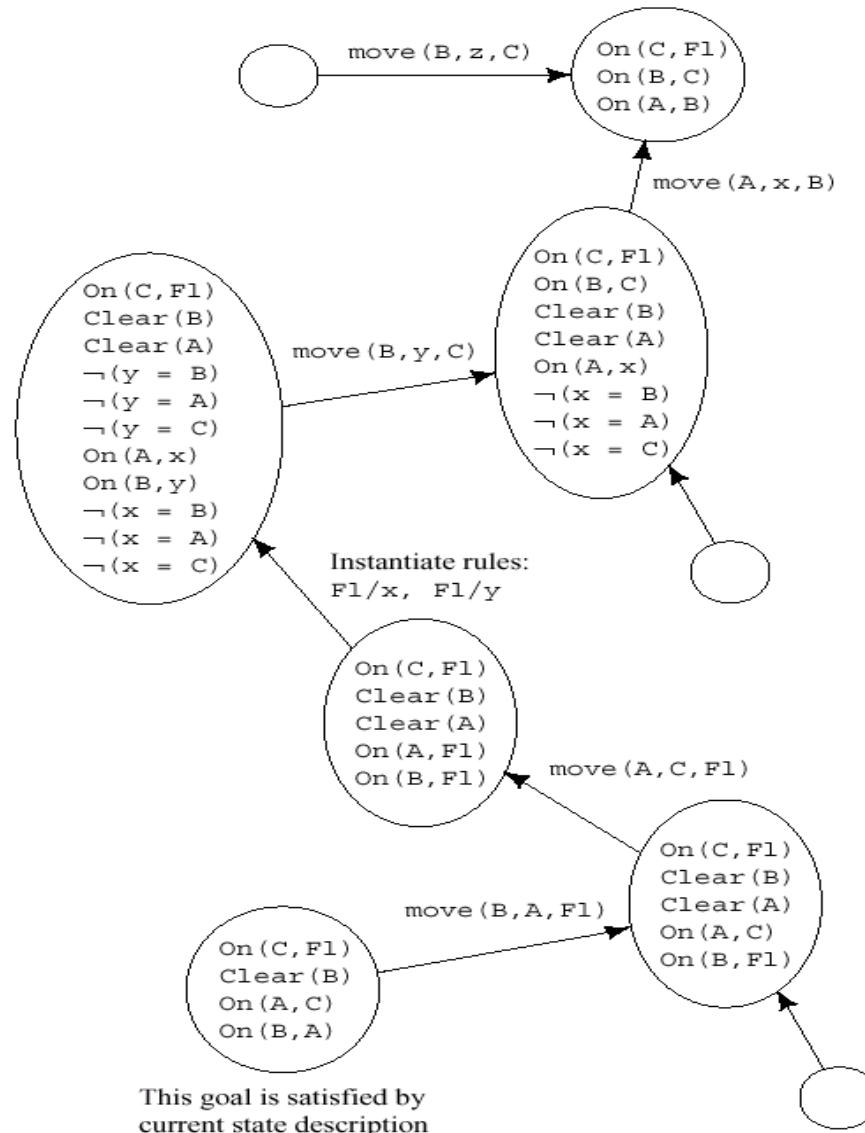 move(B,z,C)
On(C,Fl)
On(B,C)
On(A,B)
move(A,x,B)
On(C,Fl)
On(B,C)
Clear(B)
Clear(A)
On(A,x)
¬(x = B)
¬(x = A)
¬(x = C)
move(B,y,C)
On(C,Fl)
Clear(B)
Clear(A)
¬(y = B)
¬(y = A)
¬(y = C)
On(A,x)
On(B,y)
¬(x = B)
¬(x = A)
¬(x = C)
Instantiate rules:
Fl/x, Fl/y
On(C,Fl)
Clear(B)
Clear(A)
On(A,Fl)
On(B,Fl)
move(A,C,Fl)
On(C,Fl)
Clear(B)
Clear(A)
On(A,C)
On(B,Fl)
move(B,A,Fl)
On(C,Fl)
Clear(B)
On(A,C)
On(B,A)
This goal is satisfied by
current state description